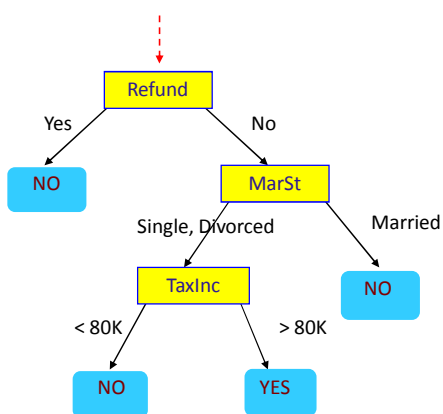 Refund
Yes
No
NO
MarSt
Single, Divorced
Married
TaxInc
NO
< 80K
> 80K
NO
YES